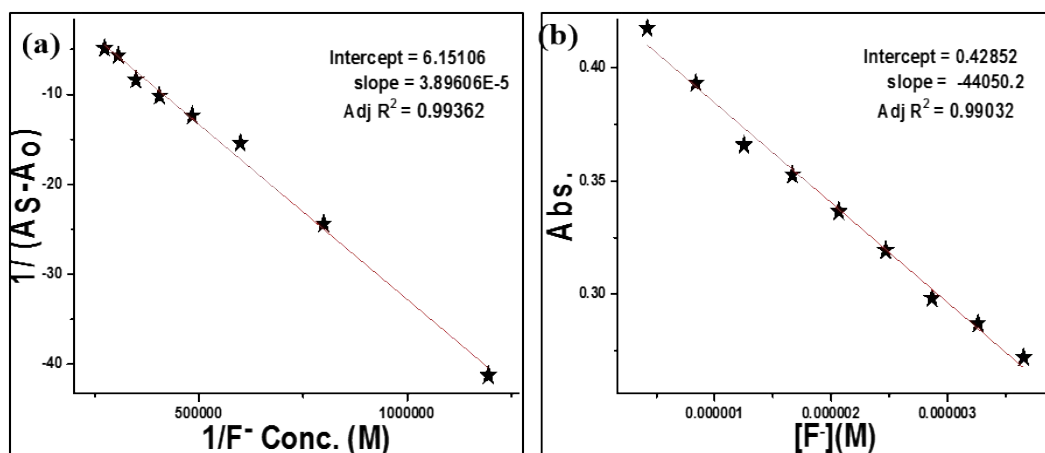 (a)
Intercept = 6.15106
slope = 3.89606E-5
Adj R² = 0.99362
1/ (AS-Ao)
-10
-20
-30
-40
500000
1000000
1/F⁻ Conc. (M)
(b)
Intercept = 0.42852
slope = -44050.2
Adj R² = 0.99032
Abs.
0.40
0.35
0.30
0.000001
0.000002
0.000003
[F⁻](M)